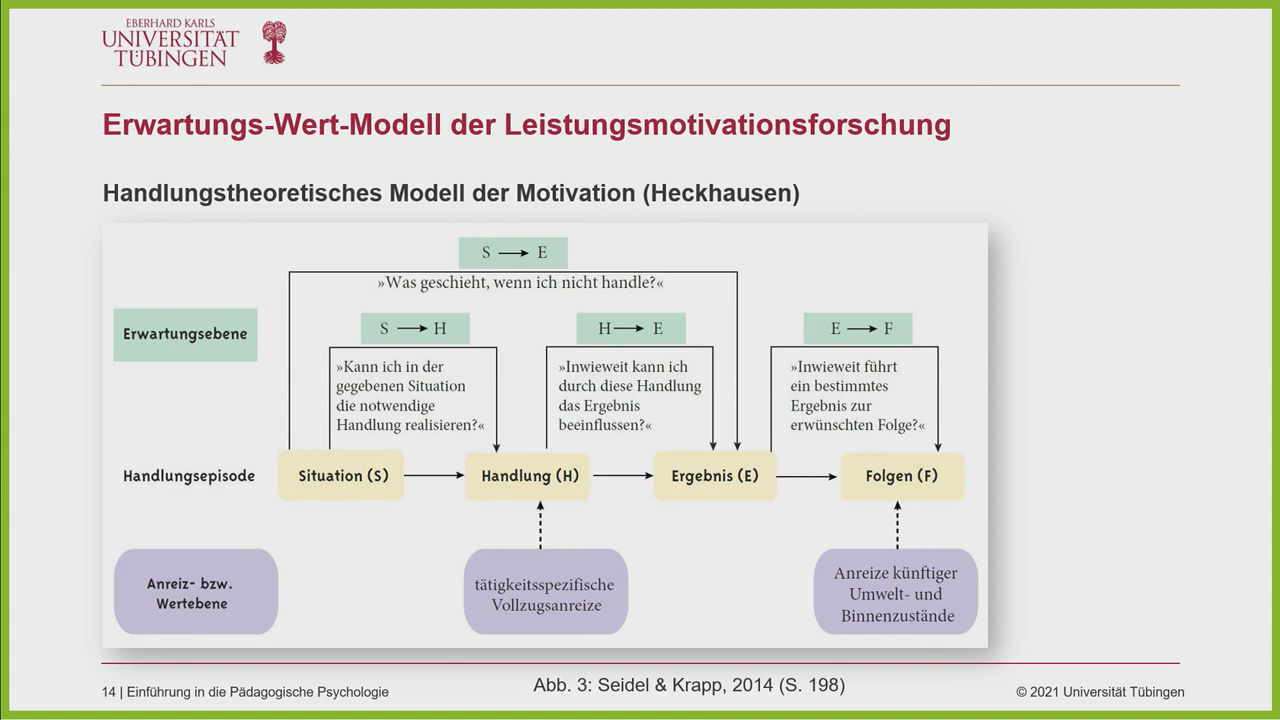 EBERHARD KARLS
UNIVERSITÄT
TÜBINGEN
Erwartungs-Wert-Modell der Leistungsmotivationsforschung
Handlungstheoretisches Modell der Motivation (Heckhausen)
S → E
»Was geschieht, wenn ich nicht handle?«
Erwartungsebene
S → H
»Kann ich in der
gegebenen Situation
die notwendige
Handlung realisieren?«
H → E
»Inwieweit kann ich
durch diese Handlung
das Ergebnis
beeinflussen?«
E → F
»Inwieweit führt
ein bestimmtes
Ergebnis zur
erwünschten Folge?«
Handlungsepisode
Situation (S)
Handlung (H)
Ergebnis (E)
Folgen (F)
Anreiz- bzw.
Wertebene
tätigkeitsspezifische
Vollzugsanreize
Anreize künftiger
Umwelt- und
Binnenzustände
14 | Einführung in die Pädagogische Psychologie
Abb. 3: Seidel & Krapp, 2014 (S. 198)
© 2021 Universität Tübingen